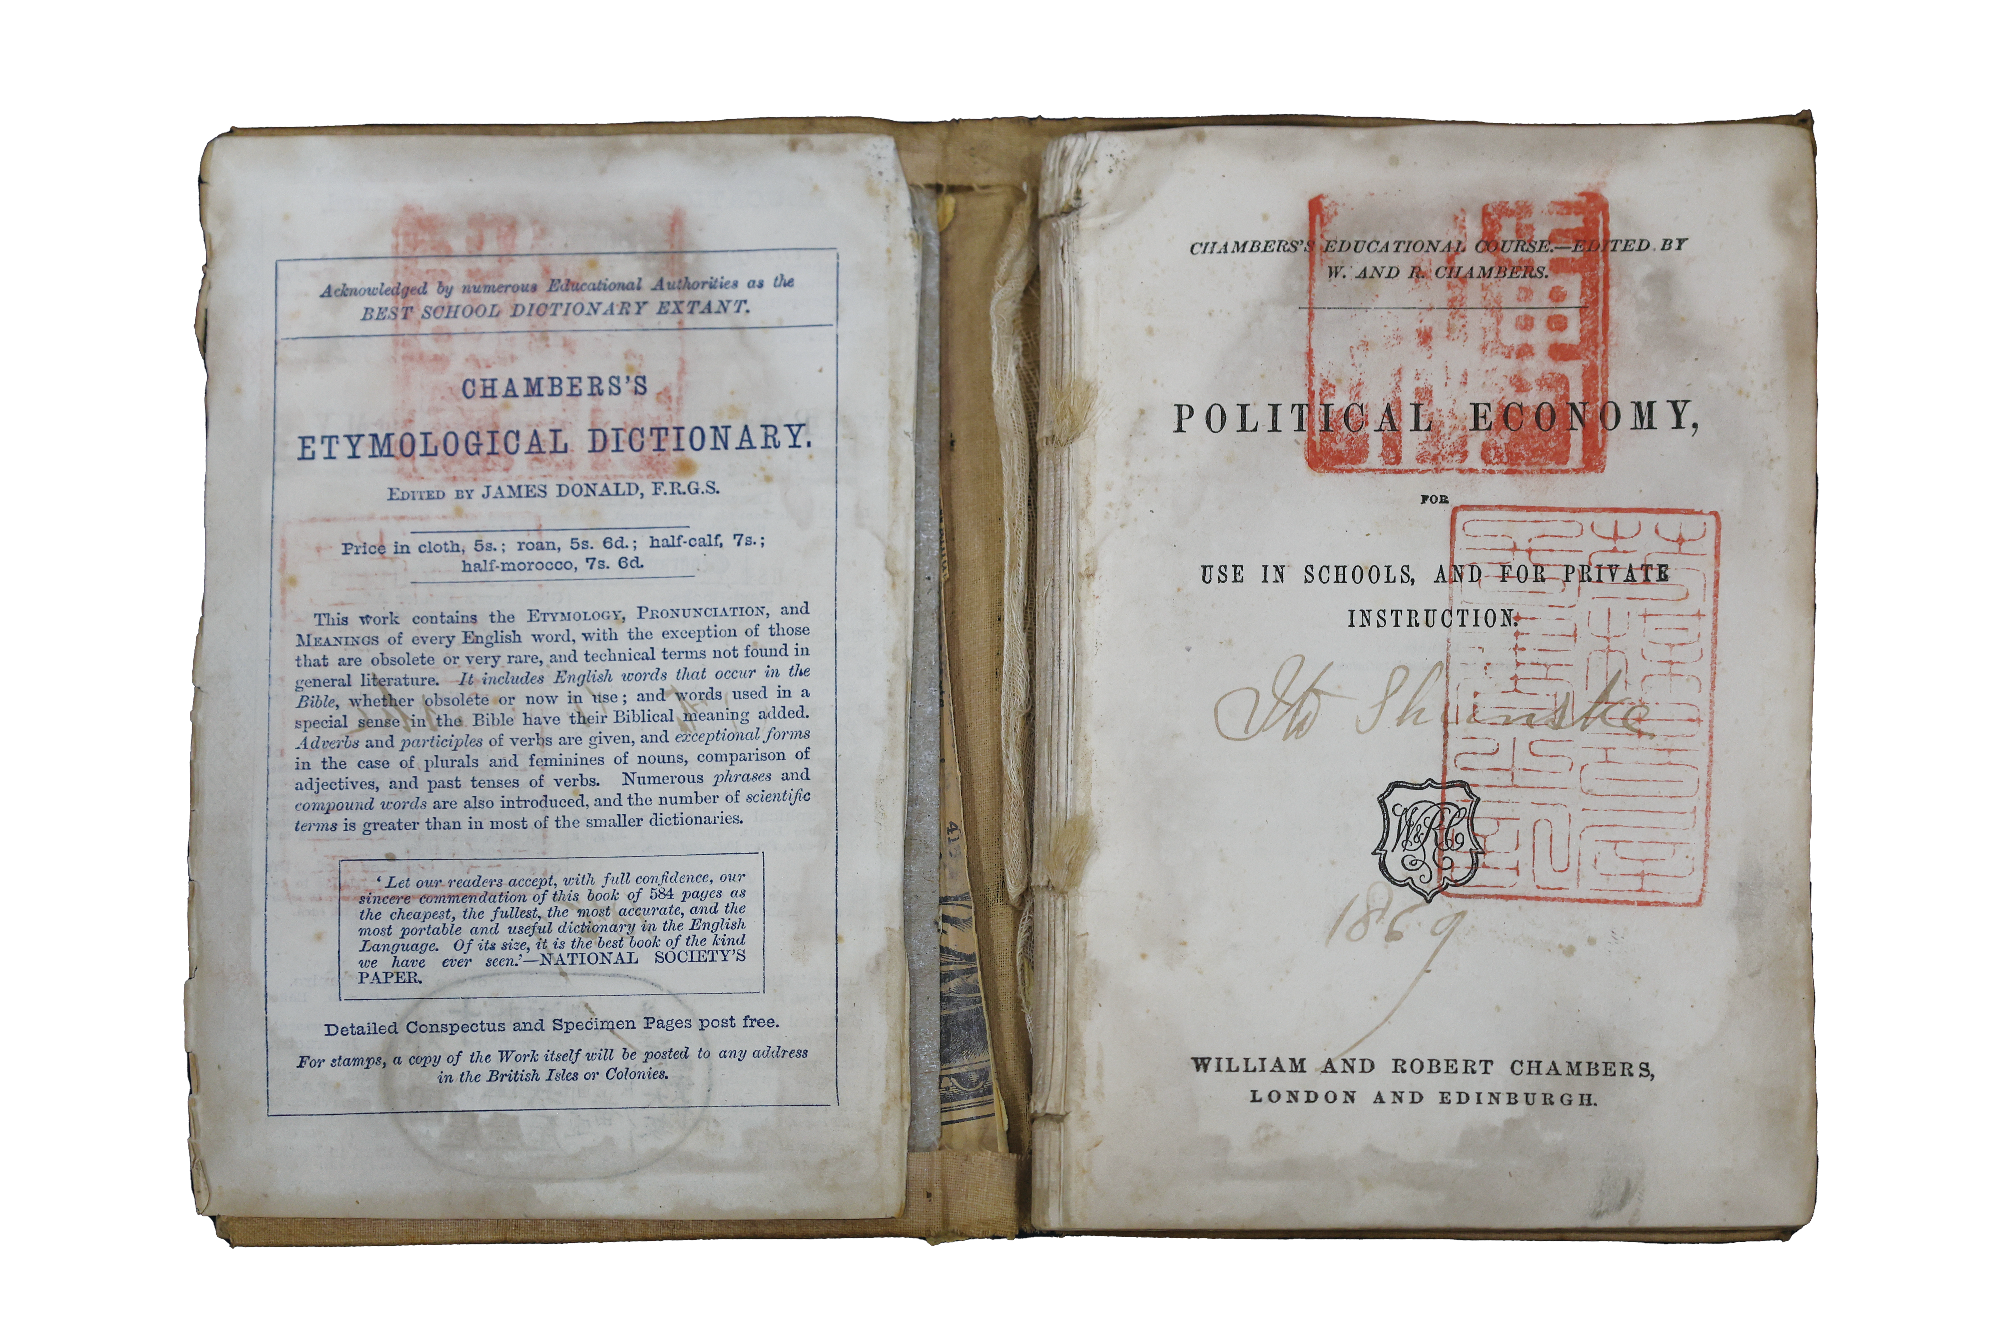 Acknowledged by numerous Educational Authorities as the
BEST SCHOOL DICTIONARY EXTANT.
CHAMBERS'S
ETYMOLOGICAL DICTIONARY.
EDITED BY JAMES DONALD, F.R.G.S.
Price in cloth, 5s.; roan, 5s. 6d.; half-calf, 7s.;
half-morocco, 7s. 6d.
This work contains the ETYMOLOGY, PRONUNCIATION, and
MEANINGS of every English word, with the exception of those
that are obsolete or very rare, and technical terms not found in
general literature. It includes English words that occur in the
Bible, whether obsolete or now in use; and words used in a
special sense in the Bible have their Biblical meaning added.
Adverbs and participles of verbs are given, and exceptional forms
in the case of plurals and feminines of nouns, comparison of
adjectives, and past tenses of verbs. Numerous phrases and
compound words are also introduced, and the number of scientific
terms is greater than in most of the smaller dictionaries.
'Let our readers accept, with full confidence, our
sincere commendation of this book of 584 pages as
the cheapest, the fullest, the most accurate, and the
most portable and useful dictionary in the English
Language. Of its size, it is the best book of the kind
we have ever seen.'—NATIONAL SOCIETY'S
PAPER.
Detailed Conspectus and Specimen Pages post free.
For stamps, a copy of the Work itself will be posted to any address
in the British Isles or Colonies.
CHAMBERS'S EDUCATIONAL COURSE.—EDITED BY
W. AND R. CHAMBERS.
POLITICAL ECONOMY,
FOR
USE IN SCHOOLS, AND FOR PRIVATE
INSTRUCTION.
Ito Shinske
W&RC
1869
WILLIAM AND ROBERT CHAMBERS,
LONDON AND EDINBURGH.